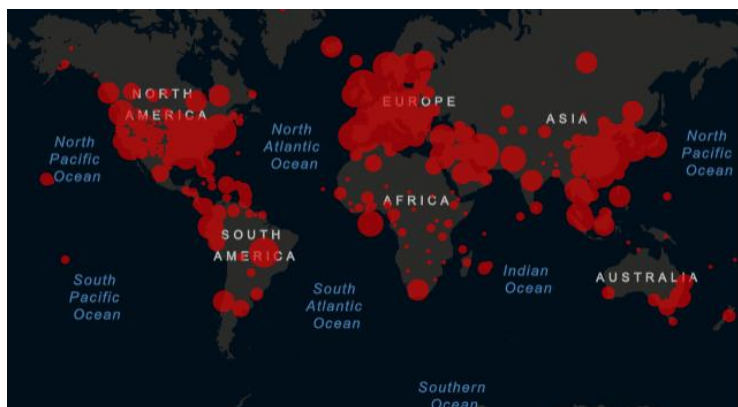 NORTH
AMERICA
EUROPE
ASIA
North
Pacific
Ocean
North
Atlantic
Ocean
North
Pacific
Ocean
AFRICA
SOUTH
AMERICA
South
Pacific
Ocean
South
Atlantic
Ocean
Indian
Ocean
AUSTRALIA
Southern
Ocean